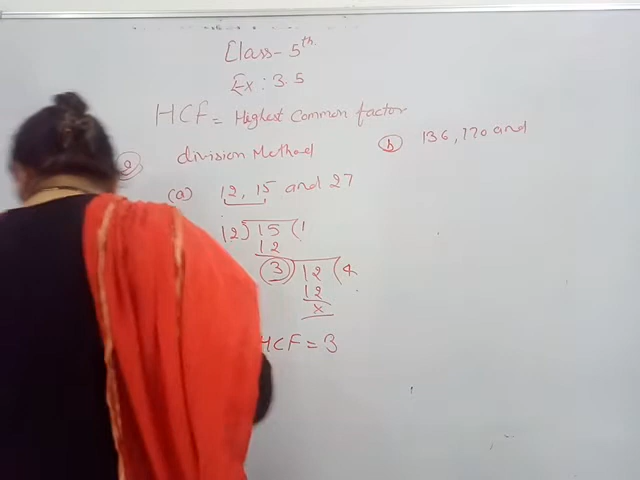 Class- 5th.
Ex : 3.5
HCF = Highest Common factor
② division Method
(a) 12, 15 and 27
12) 15 (1
12
3) 12 (4
12
x
HCF = 3
(b) 136, 170 and